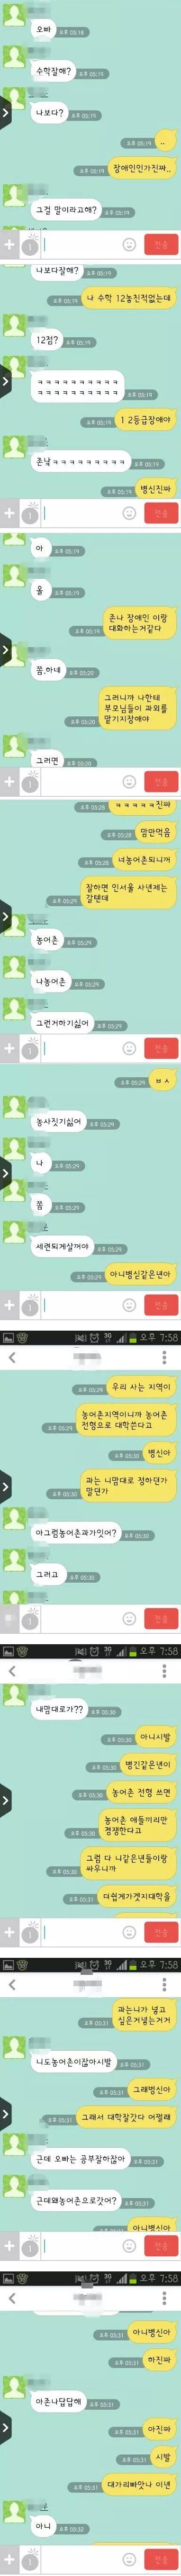 오빠
오후 05:18
수학잘해?
오후 05:19
나보다?
오후 05:19
..
오후 05:19
장애인인가진짜..
오후 05:19
그걸 말이라고해?
오후 05:19
1
전송
나보다잘해?
오후 05:19
나 수학 12농친적없는데
오후 05:19
12점?
오후 05:19
ㅋㅋㅋㅋㅋㅋㅋㅋㅋㅋ
ㅋㅋㅋㅋㅋㅋㅋㅋㅋㅋ
오후 05:19
1 2등급장애야
오후 05:19
존낰ㅋㅋㅋㅋㅋㅋㅋㅋ
오후 05:19
병신진짜
오후 05:19
1
전송
아
오후 05:19
올
오후 05:19
존나 장애인 이랑
대화하는거같다
오후 05:19
쫌.하네
오후 05:20
그러니까 나한테
부모님들이 과외를
맡기지장애야
오후 05:20
그러면
오후 05:20
1
전송
ㅋㅋㅋㅋㅋ진짜
오후 05:28
맘만먹음
오후 05:28
너농어촌되니꺼
오후 05:28
잘하면 인서울 사년제는
갈텐데
오후 05:29
농어촌
오후 05:29
나농어촌
오후 05:29
그런거하기싫어
오후 05:29
1
전송
ㅂㅅ
오후 05:29
농사짓기싫어
오후 05:29
나
오후 05:29
쫌
오후 05:29
세련되게살꺼야
오후 05:29
아니병신같은년아
오후 05:29
1
전송
3G
오후 7:58
우리 사는 지역이
오후 05:29
농어촌지역이니까 농어촌
전형으로 대학쓴다고
오후 05:29
병신아
오후 05:30
과는 니맘대로 정하던가
말던가
오후 05:30
아그럼농어촌과가잇어?
오후 05:30
그러고
오후 05:30
전송
3G
오후 7:58
내맘대로가??
오후 05:30
아니시발
오후 05:30
병긴같은년이
오후 05:30
농어촌 전형 쓰면
오후 05:30
농어촌 애들끼리만
경쟁한다고
오후 05:30
그럼 다 니같은년들이랑
싸우니까
오후 05:30
더쉽게가겟지대학을
오후 05:31
1
전송
3G
오후 7:58
과는니가 넣고
싶은거넣는거거
오후 05:31
니도농어촌이잖아시발
오후 05:31
그래병신아
오후 05:31
그래서 대학잘갓다 어쩔래
오후 05:31
근데 오빠는 공부잘하잖아
오후 05:31
근데왜농어촌으로갓어?
오후 05:31
아니병신아
오후 05:31
1
전송
3G
오후 7:58
아니병신아
오후 05:31
하진짜
오후 05:31
아존나답답해
오후 05:31
아진짜
오후 05:31
시발
오후 05:31
대가리빠앗나 이년
오후 05:31
아니
오후 05:32
1
전송